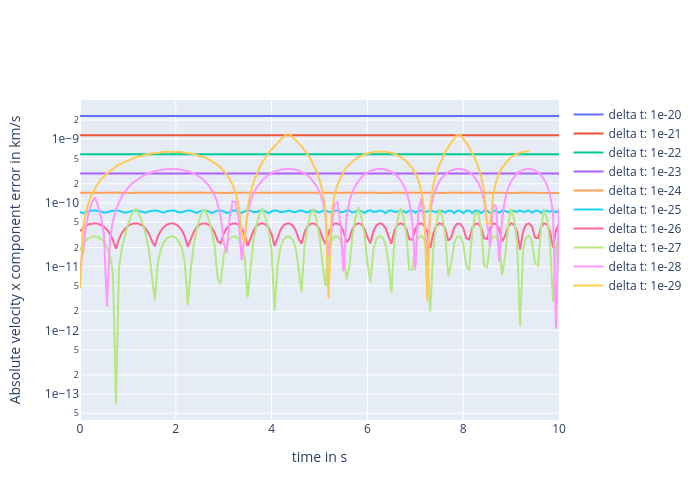 Absolute velocity x component error in km/s
2
1e−9
5
2
1e−10
5
2
1e−11
5
2
1e−12
5
2
1e−13
5
0
2
4
6
8
10
time in s
delta t: 1e-20
delta t: 1e-21
delta t: 1e-22
delta t: 1e-23
delta t: 1e-24
delta t: 1e-25
delta t: 1e-26
delta t: 1e-27
delta t: 1e-28
delta t: 1e-29